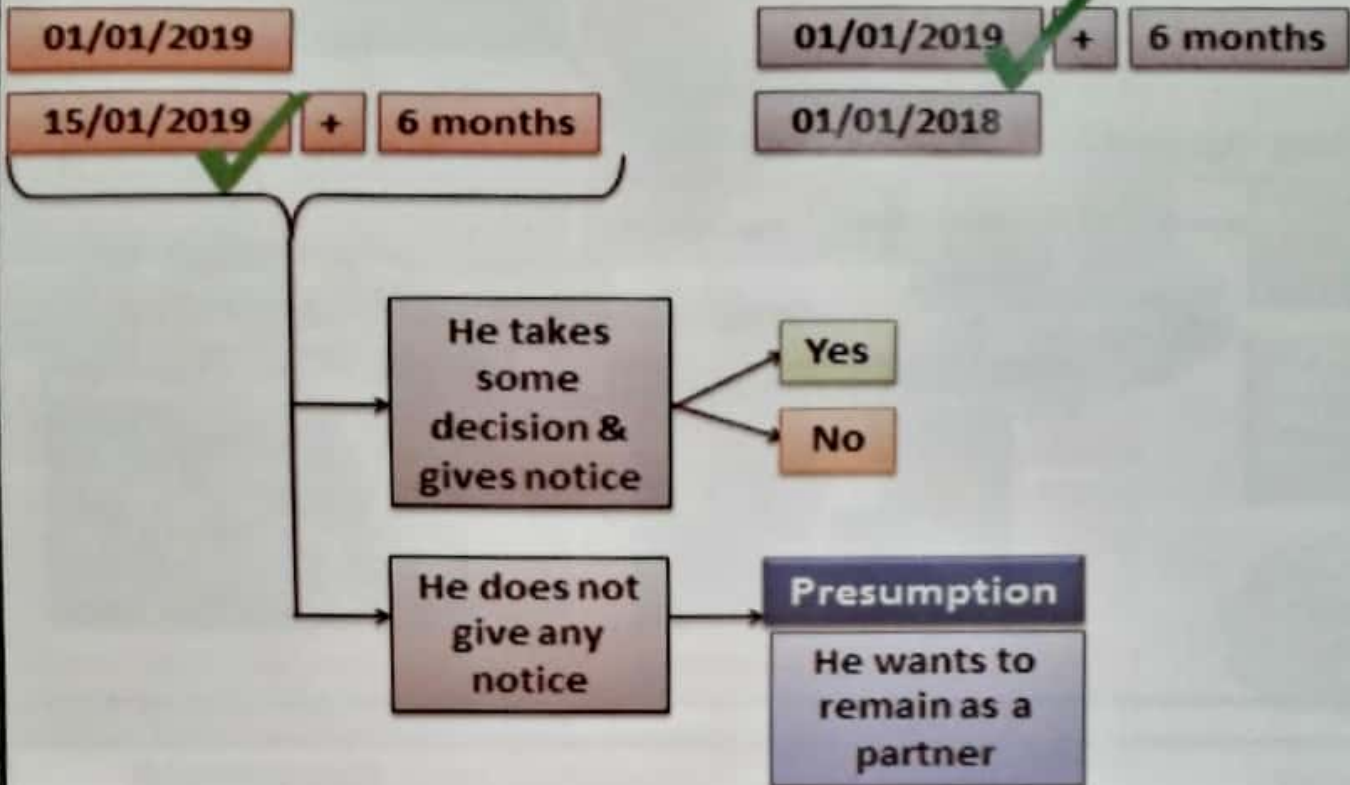 01/01/2019
15/01/2019 + 6 months
01/01/2019 + 6 months
01/01/2018
He takes
some
decision &
gives notice
Yes
No
He does not
give any
notice
Presumption
He wants to
remain as a
partner